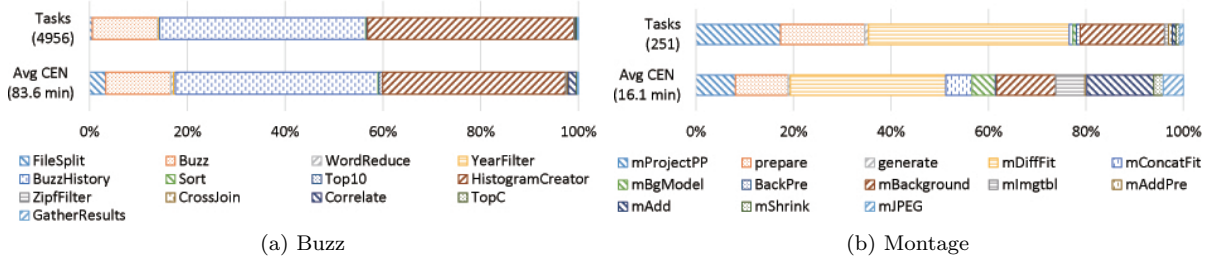 Tasks
(4956)
Avg CEN
(83.6 min)
0% 20% 40% 60% 80% 100%
FileSplit Buzz WordReduce YearFilter
BuzzHistory Sort Top10 HistogramCreator
ZipfFilter CrossJoin Correlate TopC
GatherResults
(a) Buzz
Tasks
(251)
Avg CEN
(16.1 min)
0% 20% 40% 60% 80% 100%
mProjectPP prepare generate mDiffFit mConcatFit
mBgModel BackPre mBackground mImgtbl mAddPre
mAdd mShrink mJPEG
(b) Montage